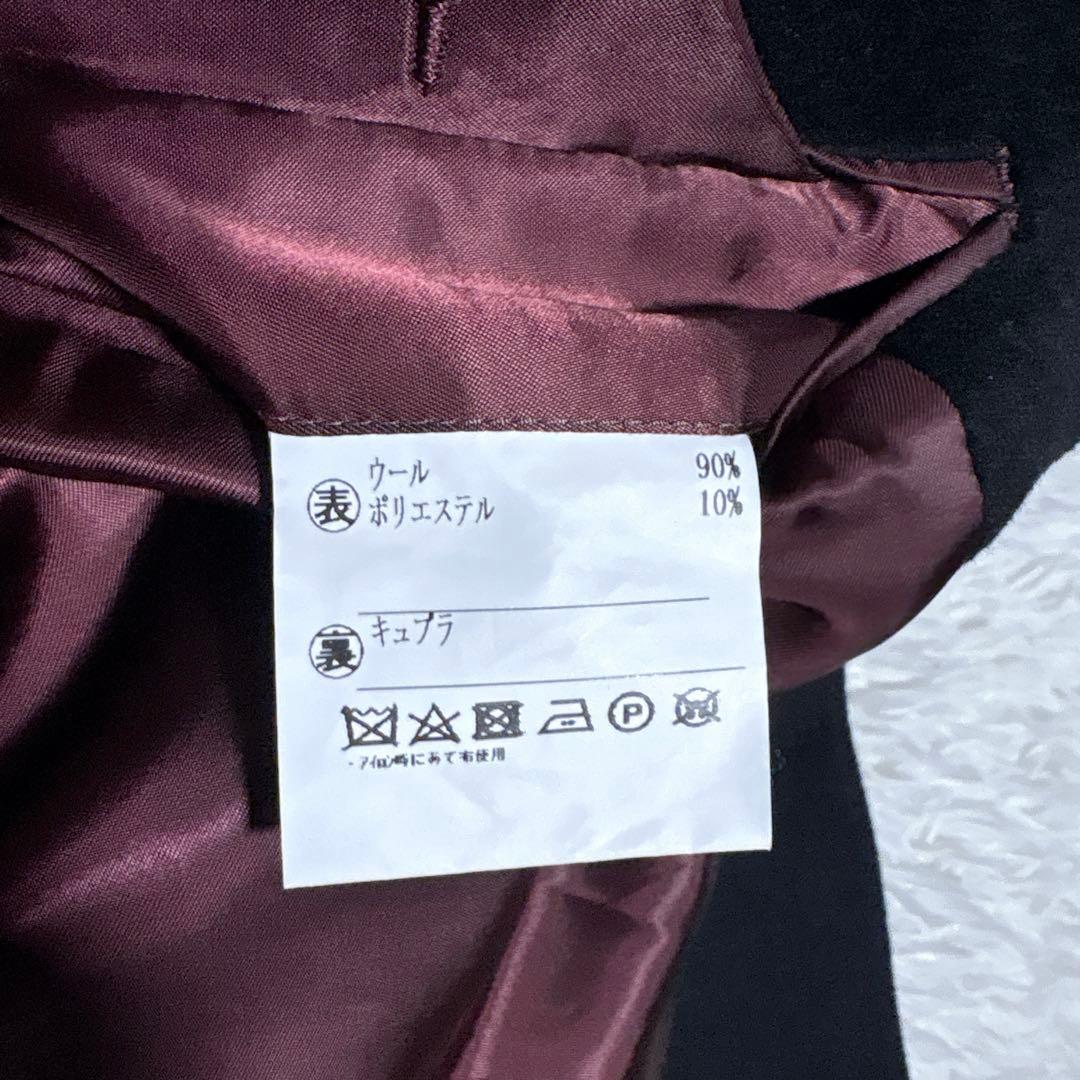 表 ウール 90%
ポリエステル 10%
裏 キュプラ
P
・アイロン時にあて布使用